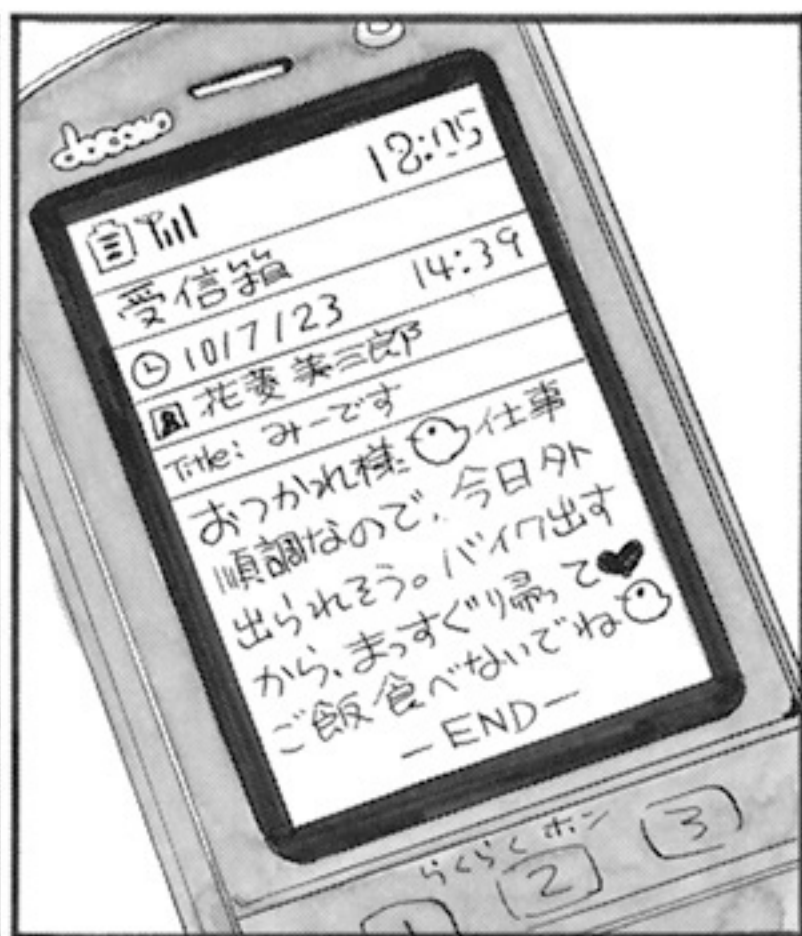 docomo
18:05
受信箱
10/7/23 14:39
花菱美三郎
Title: みーです
おつかれ様 仕事
順調なので、今日外
出られそう。バイク出す
から、まっすぐ帰って♥
ご飯食べないでね
―END―
らくらくホン
1 2 3